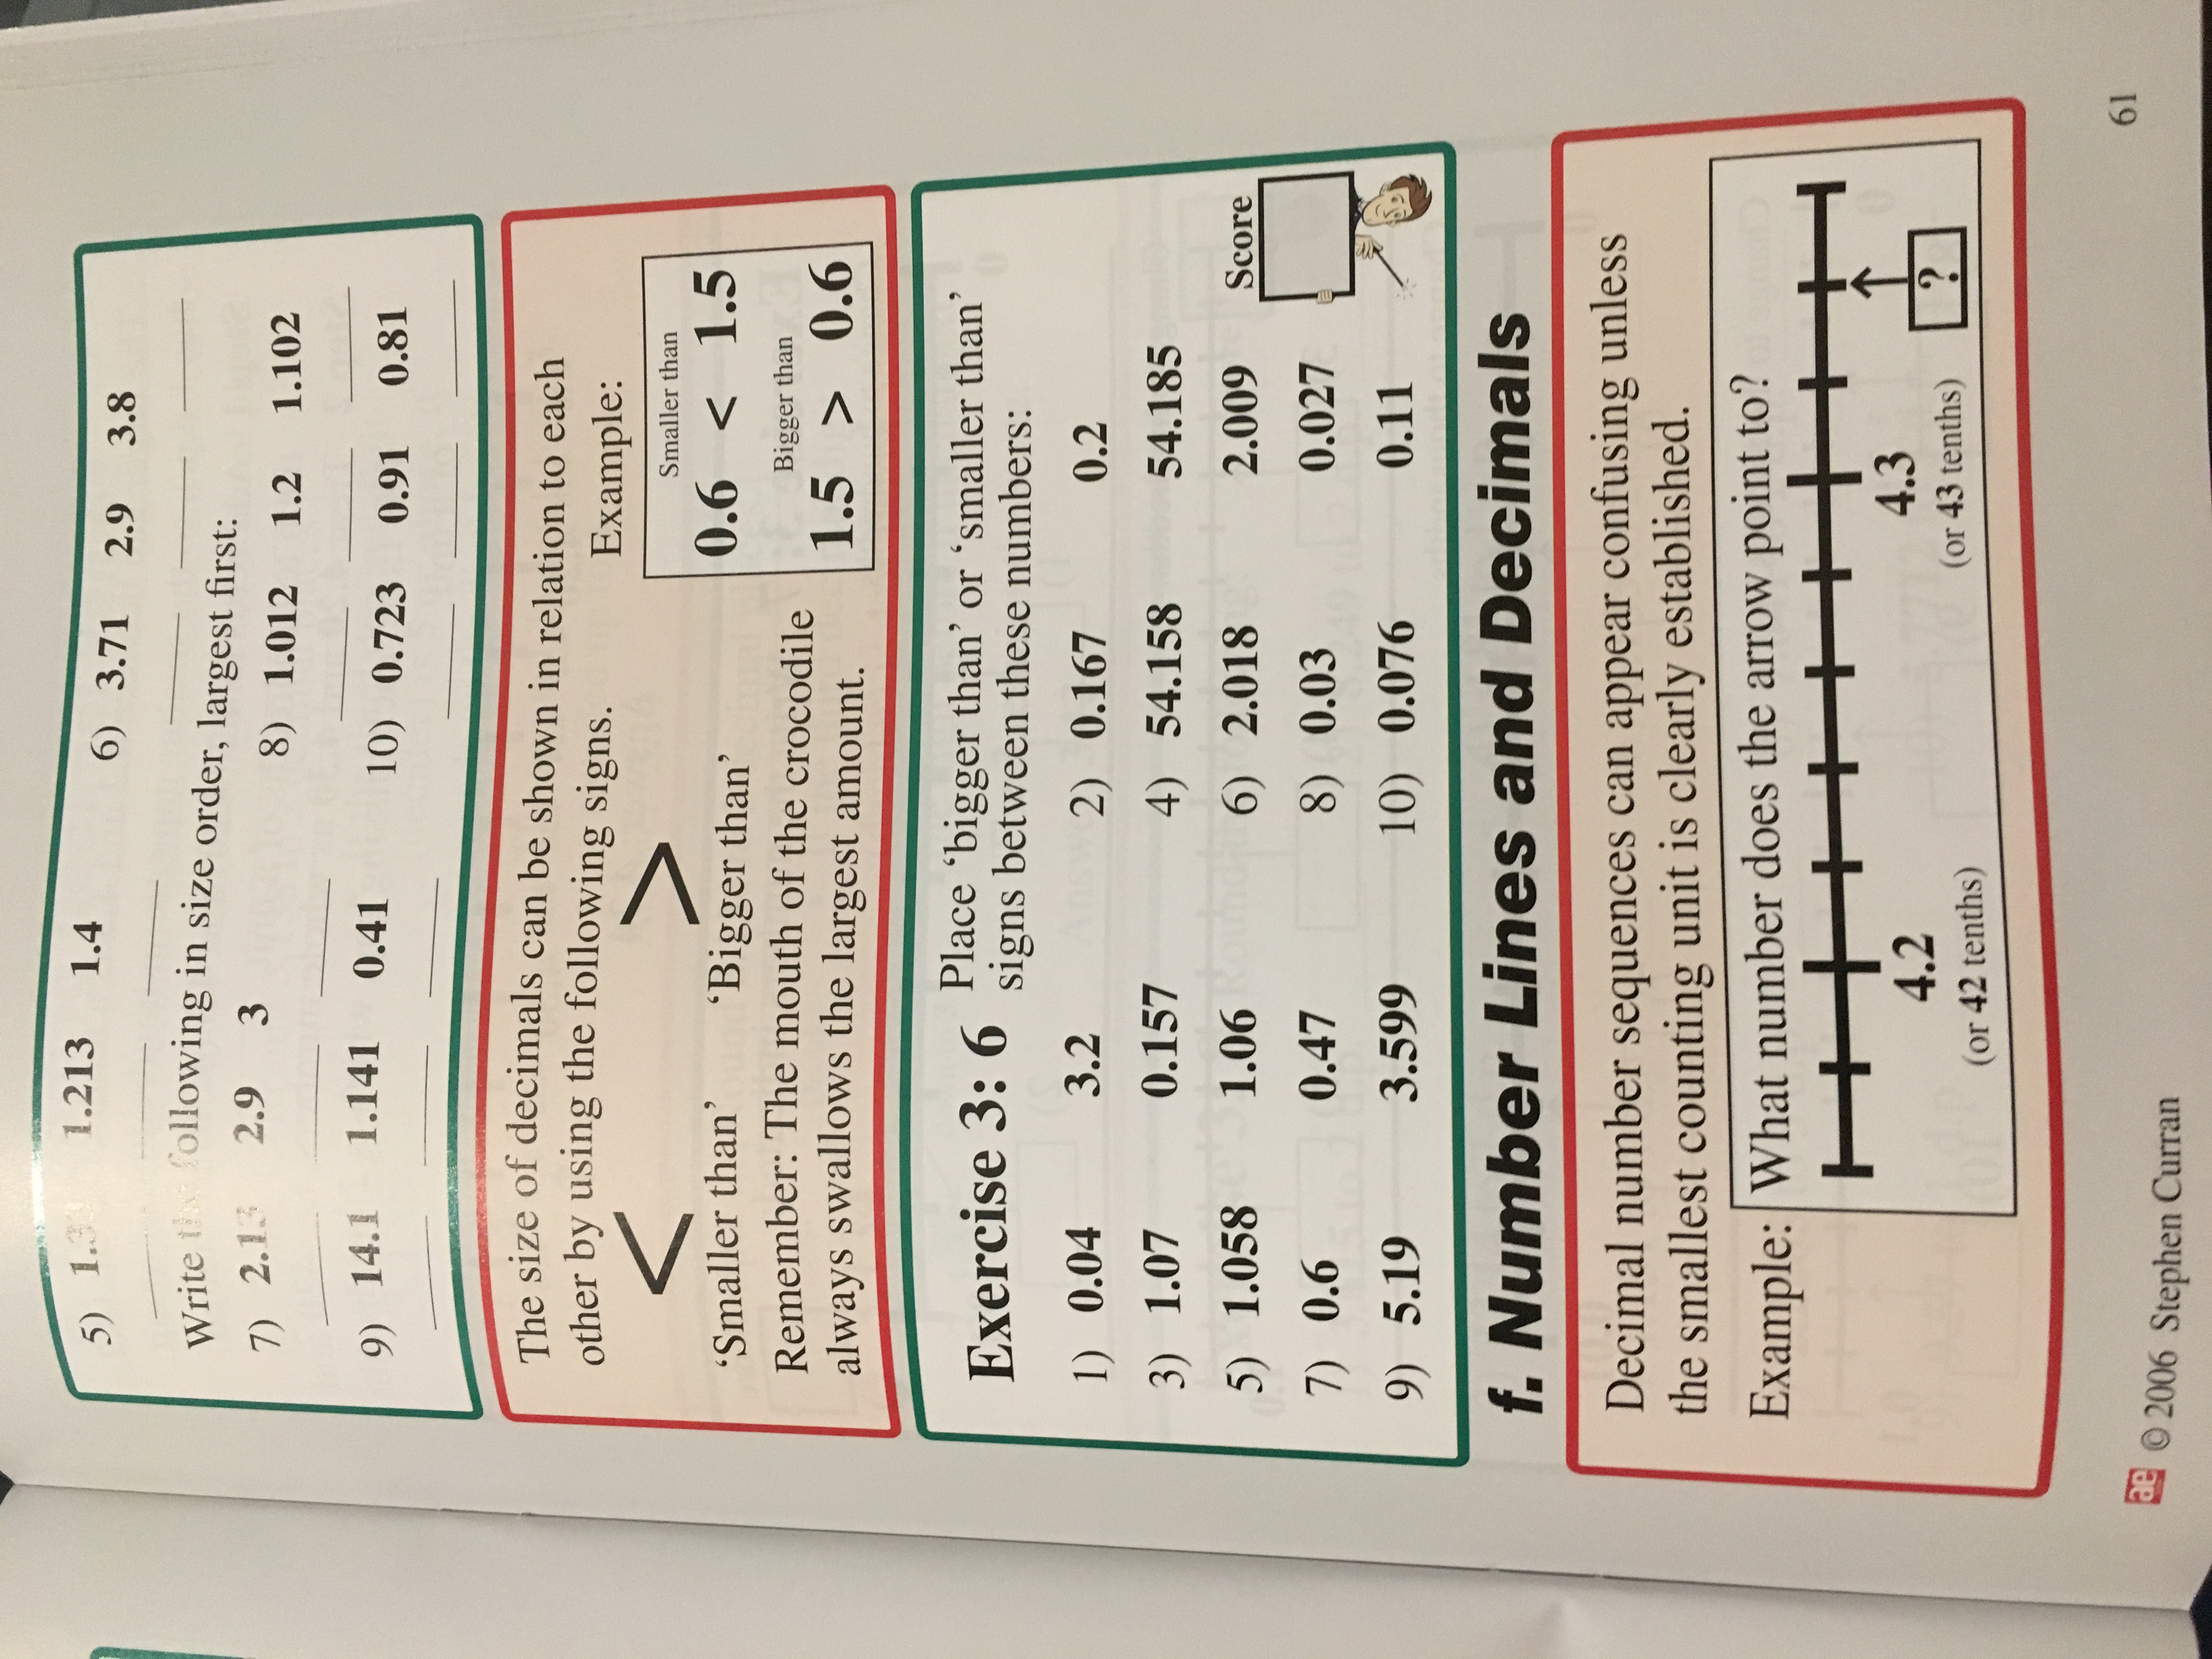 5) 1.213 1.4
6) 3.71 2.9 3.8
Write the following in size order, largest first:
7) 2.13 2.9 3
8) 1.012 1.2 1.102
9) 14.1 1.141 0.41
10) 0.723 0.91 0.81
The size of decimals can be shown in relation to each
other by using the following signs.
< >
‘Smaller than’ ‘Bigger than’
Remember: The mouth of the crocodile
always swallows the largest amount.
Example:
Smaller than
0.6 < 1.5
Bigger than
1.5 > 0.6
Exercise 3: 6
Place ‘bigger than’ or ‘smaller than’
signs between these numbers:
1) 0.04 3.2
2) 0.167 0.2
3) 1.07 0.157
4) 54.158 54.185
5) 1.058 1.06
6) 2.018 2.009
7) 0.6 0.47
8) 0.03 0.027
9) 5.19 3.599
10) 0.076 0.11
Score
f. Number Lines and Decimals
Decimal number sequences can appear confusing unless
the smallest counting unit is clearly established.
Example:
What number does the arrow point to?
4.2 4.3
(or 42 tenths) (or 43 tenths)
?
ae © 2006 Stephen Curran
61